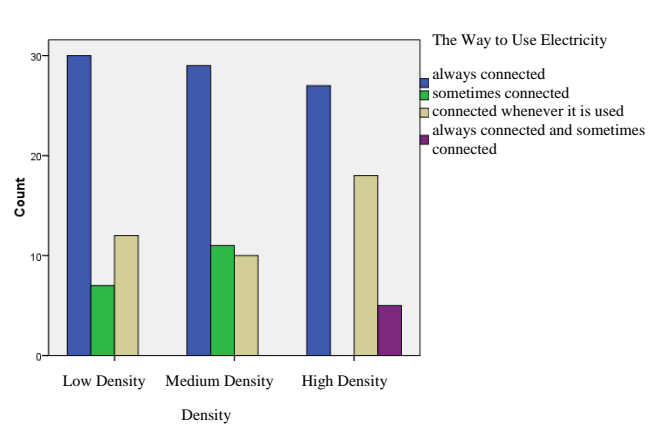 The Way to Use Electricity
always connected
sometimes connected
connected whenever it is used
always connected and sometimes
connected
30
20
10
0
Count
Low Density Medium Density High Density
Density